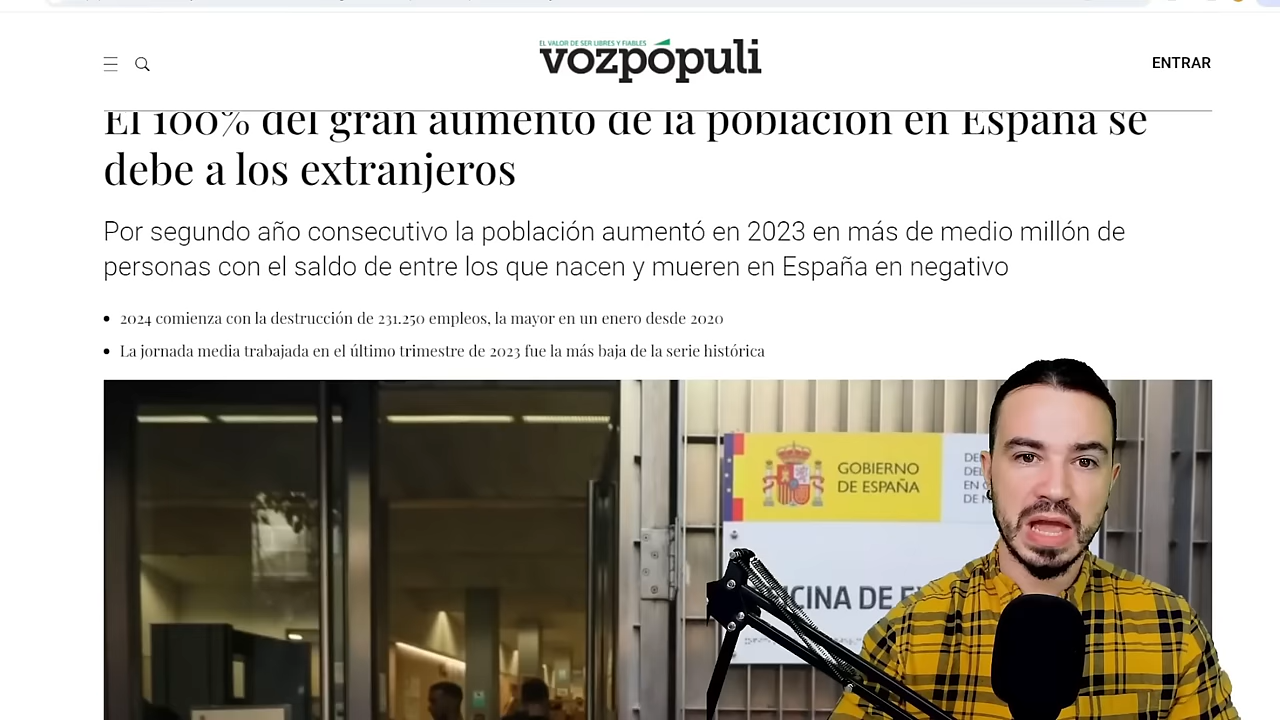 EL VALOR DE SER LIBRES Y FIABLES
vozpópuli
ENTRAR
El 100% del gran aumento de la población en España se
debe a los extranjeros
Por segundo año consecutivo la población aumentó en 2023 en más de medio millón de
personas con el saldo de entre los que nacen y mueren en España en negativo
2024 comienza con la destrucción de 231.250 empleos, la mayor en un enero desde 2020
La jornada media trabajada en el último trimestre de 2023 fue la más baja de la serie histórica
GOBIERNO
DE ESPAÑA
DE